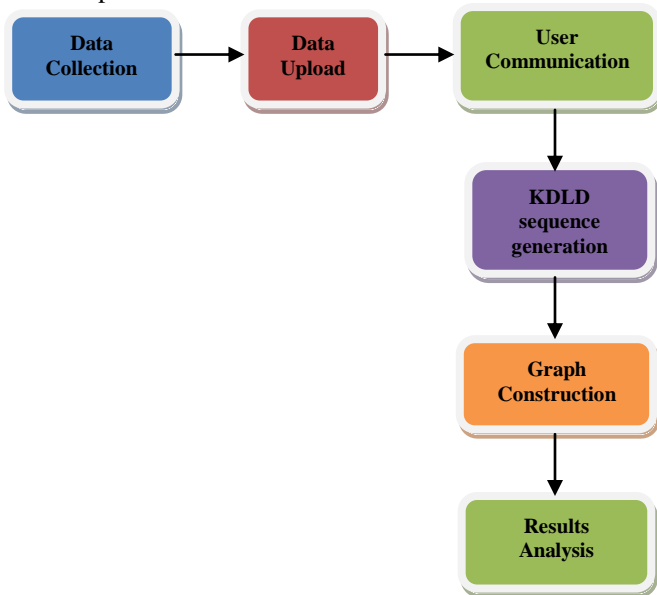 Data
Collection
Data
Upload
User
Communication
KDLD
sequence
generation
Graph
Construction
Results
Analysis